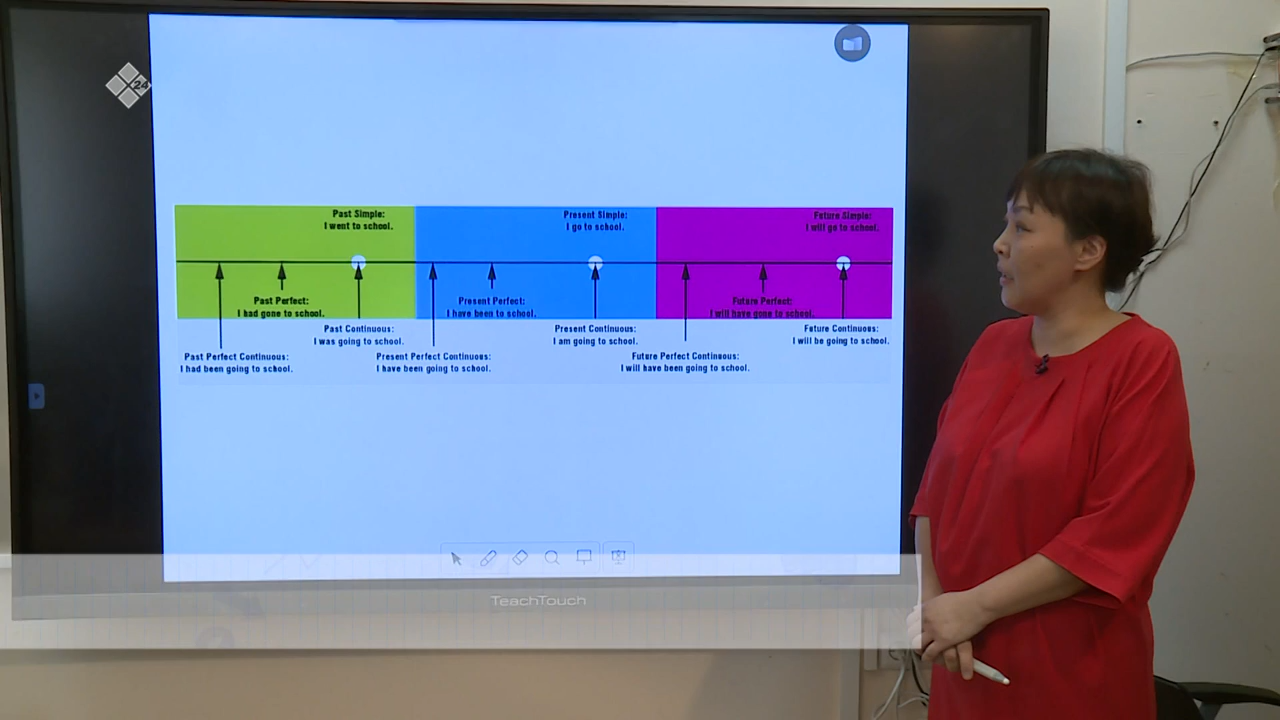 24
Past Simple:
I went to school.
Present Simple:
I go to school.
Future Simple:
I will go to school.
Past Perfect:
I had gone to school.
Present Perfect:
I have been to school.
Future Perfect:
I will have gone to school.
Past Continuous:
I was going to school.
Present Continuous:
I am going to school.
Future Continuous:
I will be going to school.
Past Perfect Continuous:
I had been going to school.
Present Perfect Continuous:
I have been going to school.
Future Perfect Continuous:
I will have been going to school.
TeachTouch